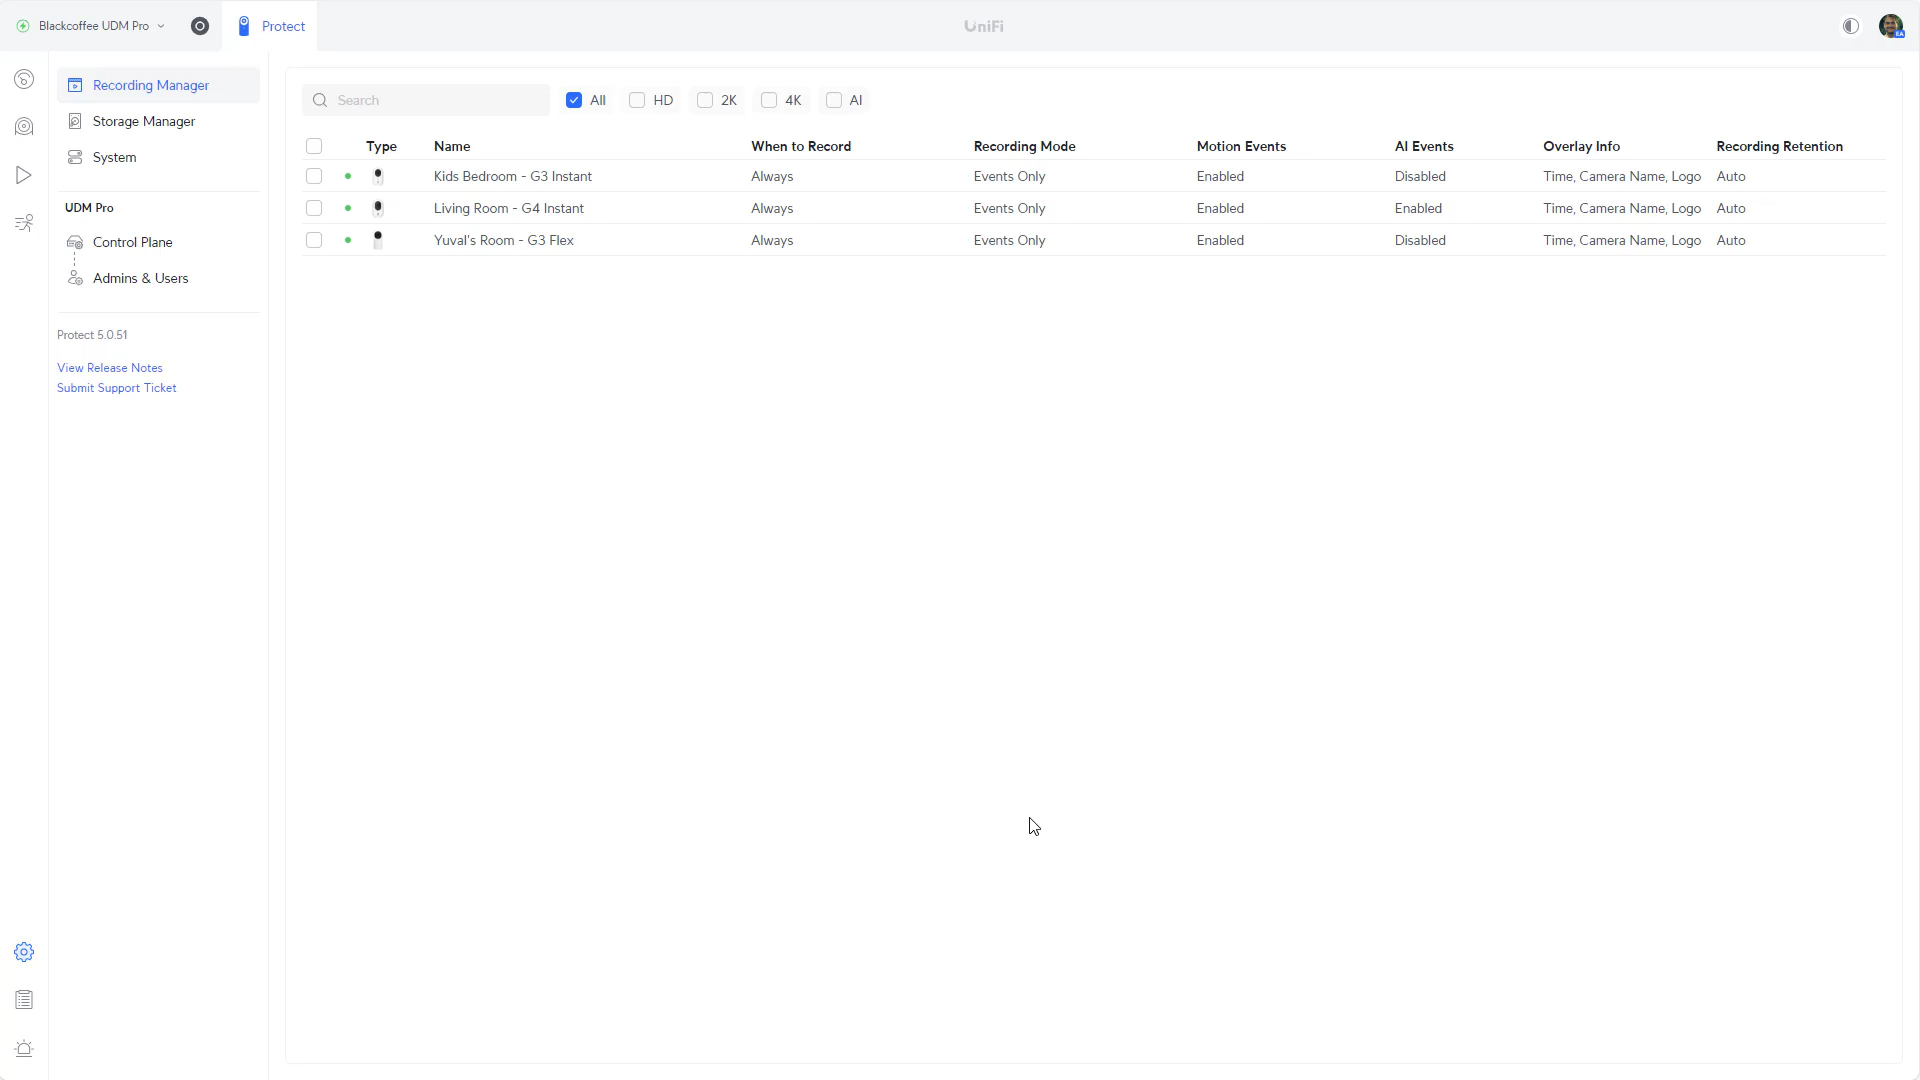 Blackcoffee UDM Pro
Protect
UniFi
EA
Recording Manager
Storage Manager
System
UDM Pro
Control Plane
Admins & Users
Protect 5.0.51
View Release Notes
Submit Support Ticket
Search
All HD 2K 4K AI
Type Name When to Record Recording Mode Motion Events AI Events Overlay Info Recording Retention
Kids Bedroom - G3 Instant Always Events Only Enabled Disabled Time, Camera Name, Logo Auto
Living Room - G4 Instant Always Events Only Enabled Enabled Time, Camera Name, Logo Auto
Yuval's Room - G3 Flex Always Events Only Enabled Disabled Time, Camera Name, Logo Auto